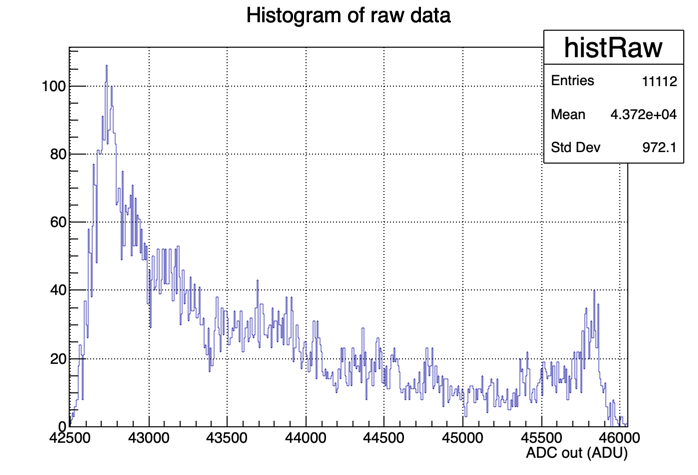 Histogram of raw data
histRaw
Entries 11112
Mean 4.372e+04
Std Dev 972.1
100
80
60
40
20
0
42500 43000 43500 44000 44500 45000 45500 46000
ADC out (ADU)